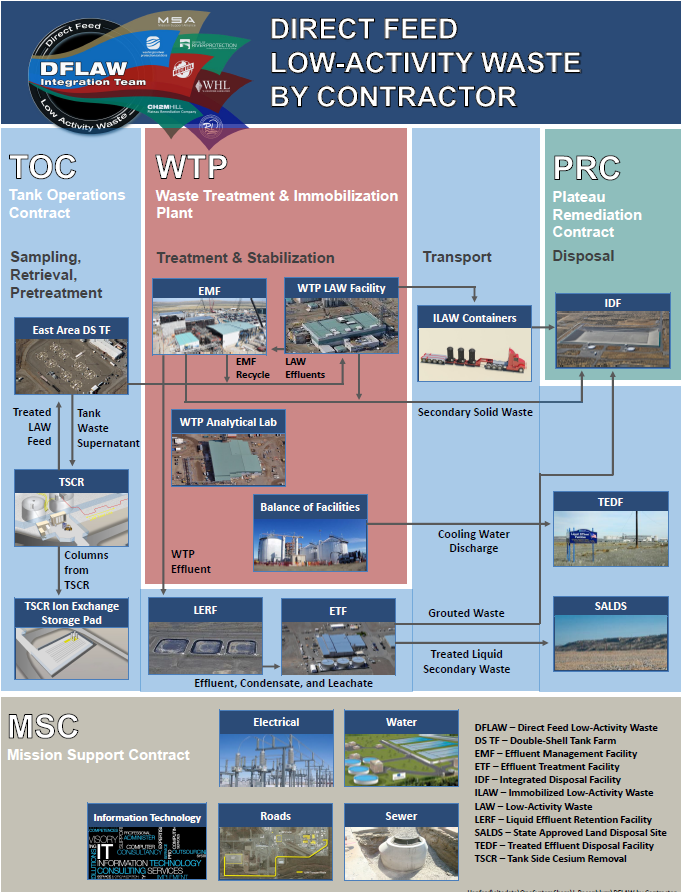 Direct Feed
MSA
RIVERPROTECTION
DFLAW
Integration Team
WHL
CH2MHILL
Plateau Remediation Company
Low Activity Waste
DIRECT FEED
LOW-ACTIVITY WASTE
BY CONTRACTOR
TOC
Tank Operations
Contract
Sampling,
Retrieval,
Pretreatment
East Area DS TF
Treated
LAW
Feed
Tank
Waste
Supernatant
TSCR
Columns
from
TSCR
TSCR Ion Exchange
Storage Pad
WTP
Waste Treatment & Immobilization
Plant
Treatment & Stabilization
EMF
WTP LAW Facility
EMF
Recycle
LAW
Effluents
WTP Analytical Lab
Balance of Facilities
WTP
Effluent
LERF
ETF
Effluent, Condensate, and Leachate
Transport
ILAW Containers
Secondary Solid Waste
Cooling Water
Discharge
Grouted Waste
Treated Liquid
Secondary Waste
PRC
Plateau
Remediation
Contract
Disposal
IDF
TEDF
SALDS
MSC
Mission Support Contract
Electrical
Water
Information Technology
IT
COMPUTER
CONSULTANCY
INFORMATION TECHNOLOGY
CONSULTING SERVICES
Roads
Sewer
DFLAW – Direct Feed Low-Activity Waste
DS TF – Double-Shell Tank Farm
EMF – Effluent Management Facility
ETF – Effluent Treatment Facility
IDF – Integrated Disposal Facility
ILAW – Immobilized Low-Activity Waste
LAW – Low-Activity Waste
LERF – Liquid Effluent Retention Facility
SALDS – State Approved Land Disposal Site
TEDF – Treated Effluent Disposal Facility
TSCR – Tank Side Cesium Removal